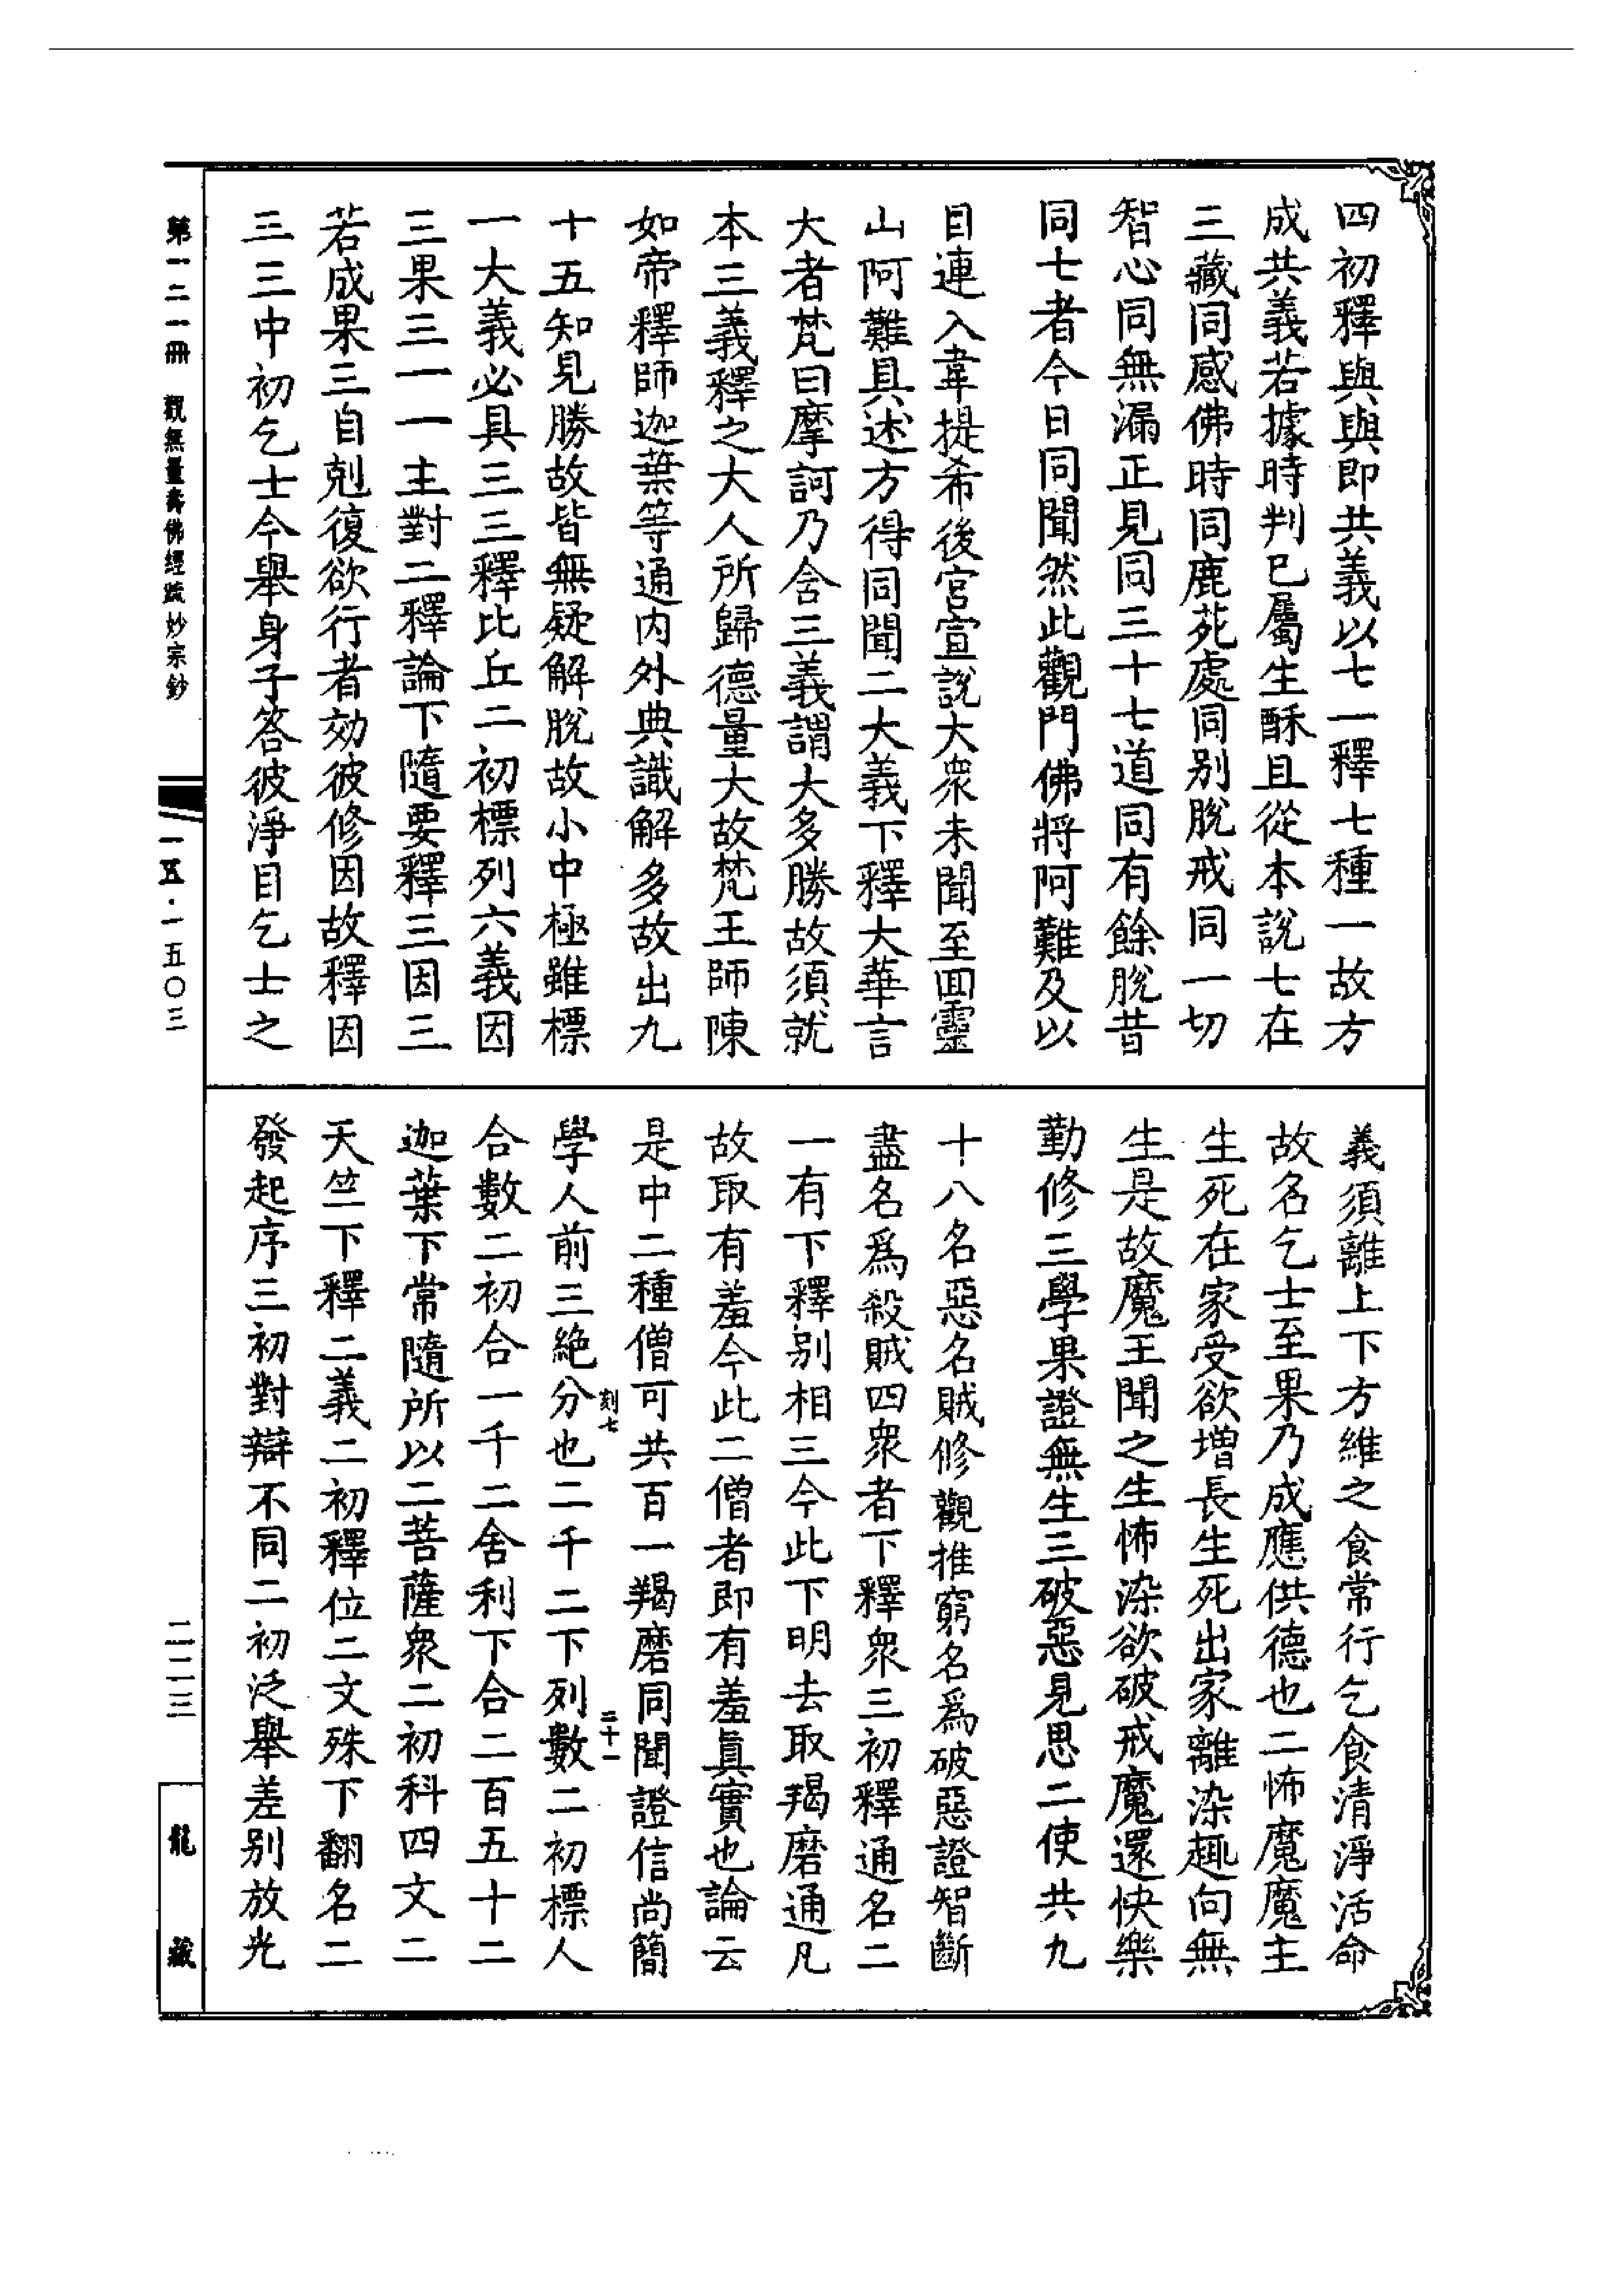 四初釋與與即共義以七一釋七種一故方
成共義若據時判已屬生酥且從本說七在
三藏同感佛時同鹿苑處同别脫戒同一切
智心同無漏正見同三十七道同有餘脫昔
同七者今日同聞然此觀門佛將阿難及以
目連入韋提希後宮宣說大衆未聞至回靈
山阿難具述方得同聞二大義下釋大華言
大者梵曰摩訶乃含三義謂大多勝故須就
本三義釋之大人所歸德量大故梵王師陳
如帝釋師迦葉等通内外典識解多故出九
十五知見勝故皆無疑解脫故小中極雖標
一大義必具三三釋比丘二初標列六義因
三果三一一主對二釋論下隨要釋三因三
若成果三自剋復欲行者効彼修因故釋因
三三中初乞士今舉身子答彼淨目乞士之
義須離上下方維之食常行乞食清淨活命
故名乞士至果乃成應供德也二怖魔魔主
生死在家受欲增長生死出家離染趣向無
生是故魔王聞之生怖染欲破戒魔還快樂
勤修三學果證無生三破惡見思二使共九
十八名惡名賊修觀推窮名爲破惡證智斷
盡名爲殺賊四衆者下釋衆三初釋通名二
一有下釋别相三今此下明去取羯磨通凡
故取有羞今此二僧者即有羞眞實也論云
是中二種僧可共百一羯磨同聞證信尚簡
刻七
二十一
學人前三絶分也二千二下列數二初標人
合數二初合一千二舍利下合二百五十二
迦葉下常隨所以二菩薩衆二初科四文二
天竺下釋二義二初釋位二文殊下翻名二
發起序三初對辯不同二初泛舉差别放光
第一二一冊 觀無量壽佛經疏妙宗鈔
一五·一五〇三
二二三
龍藏